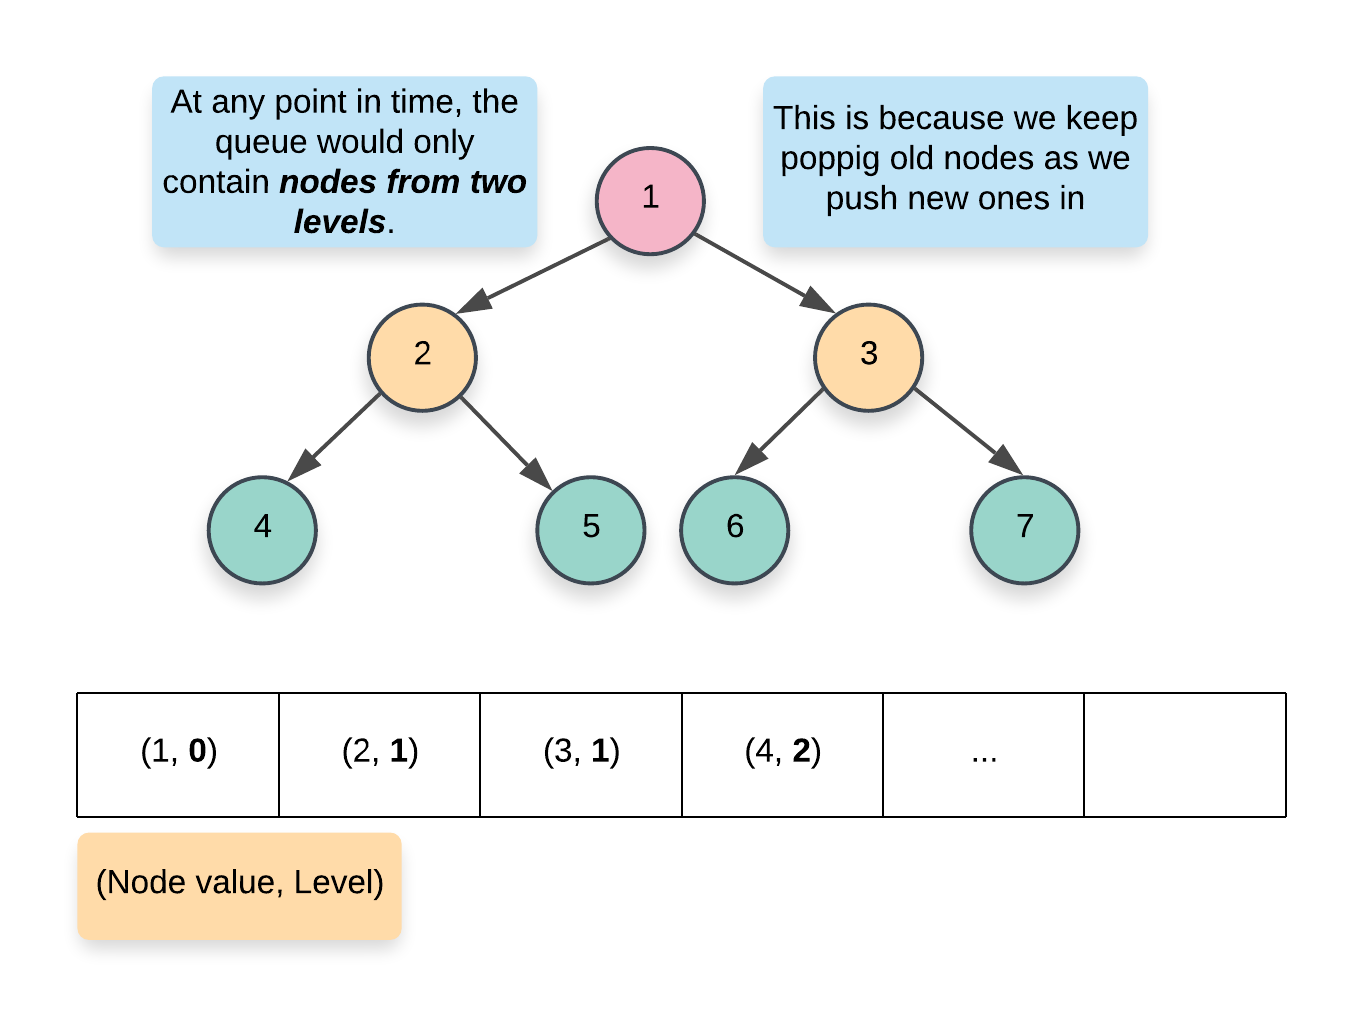 At any point in time, the
queue would only
contain nodes from two
levels.
This is because we keep
poppig old nodes as we
push new ones in
1
2
3
4
5
6
7
(1, 0)
(2, 1)
(3, 1)
(4, 2)
...
(Node value, Level)